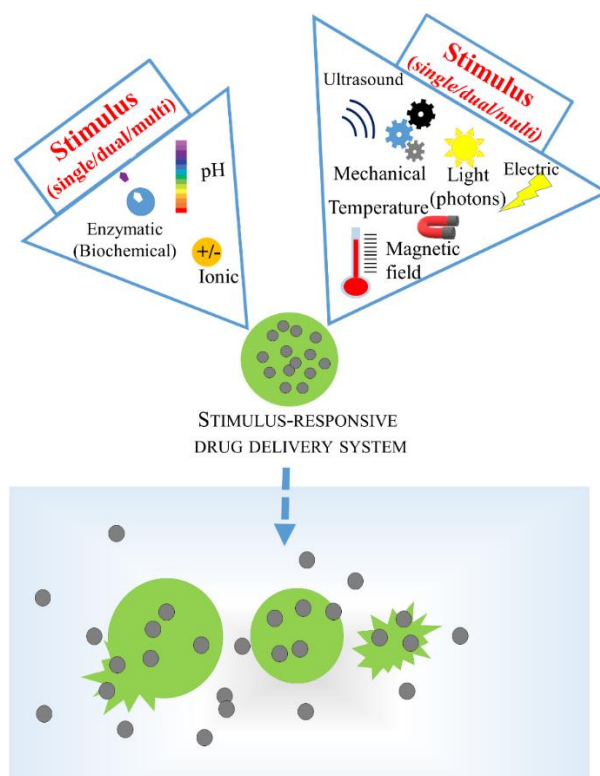 Stimulus
(single/dual/multi)
pH
Enzymatic
(Biochemical)
+/-
Ionic
Stimulus
(single/dual/multi)
Ultrasound
Mechanical
Light
(photons)
Electric
Temperature
Magnetic
field
STIMULUS-RESPONSIVE
DRUG DELIVERY SYSTEM